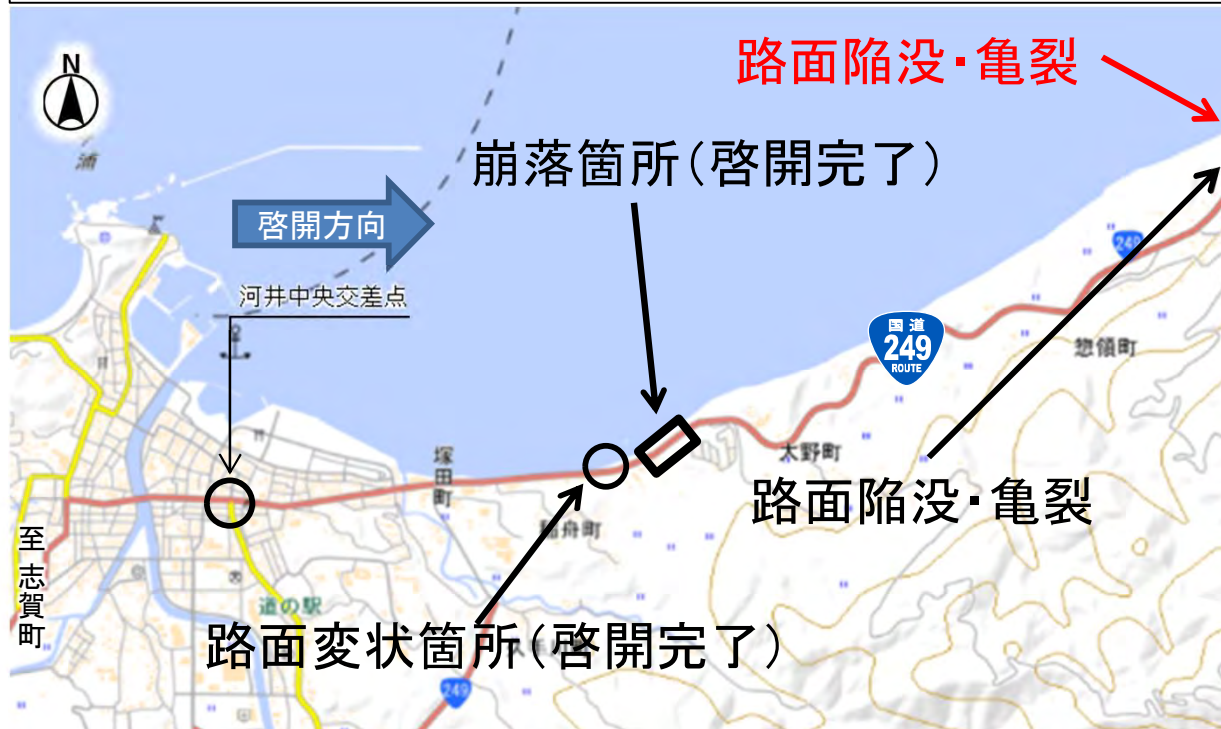 N
路面陥没・亀裂
浦
崩落箇所(啓開完了)
啓開方向
249
河井中央交差点
国道
249
ROUTE
惣領町
塚田町
大野町
路面陥没・亀裂
稲舟町
至 志賀町
道の駅
路面変状箇所(啓開完了)
249